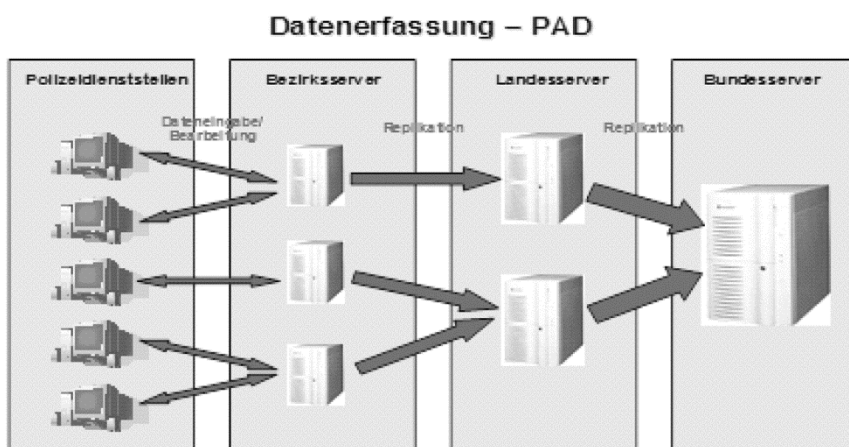 Datenerfassung – PAD
Polizeidienststellen
Bezirksserver
Landesserver
Bundesserver
Dateneingabe/
Bearbeitung
Replikation
Replikation